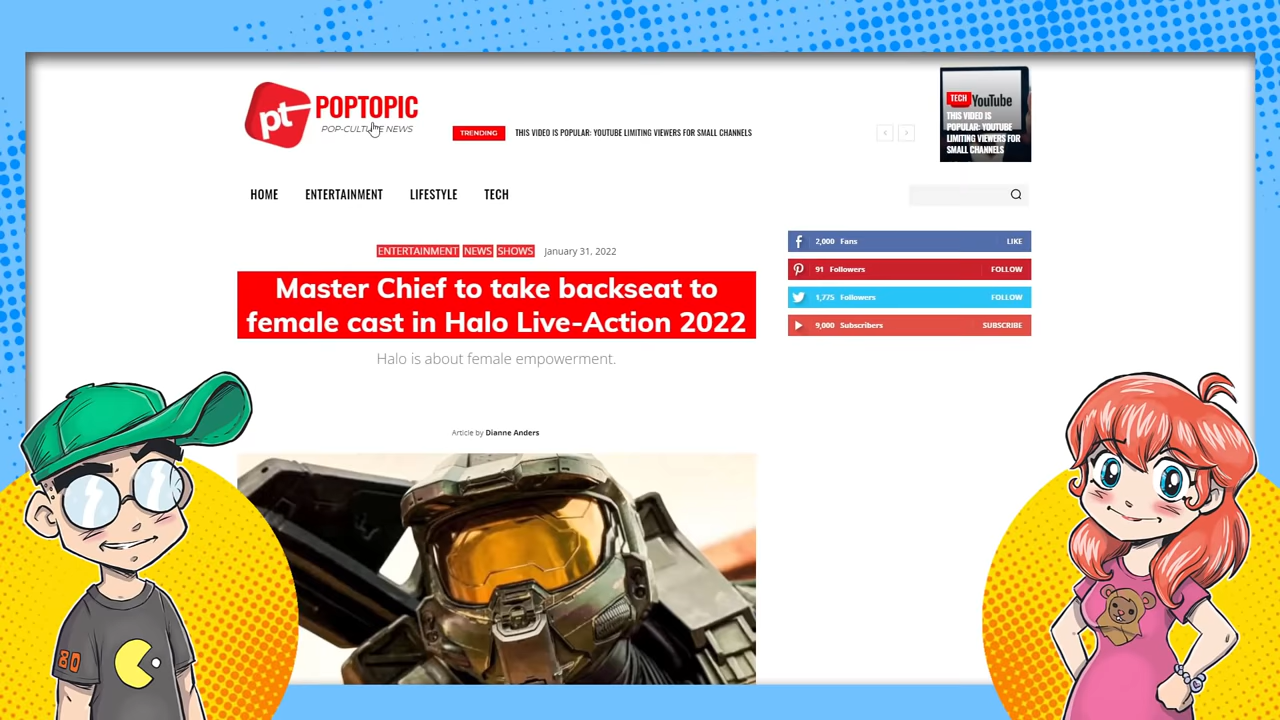 pt POPTOPIC
POP-CULTURE NEWS
TRENDING THIS VIDEO IS POPULAR: YOUTUBE LIMITING VIEWERS FOR SMALL CHANNELS
YouTube
TECH
THIS VIDEO IS
POPULAR: YOUTUBE
LIMITING VIEWERS FOR
SMALL CHANNELS
HOME ENTERTAINMENT LIFESTYLE TECH
ENTERTAINMENT NEWS SHOWS January 31, 2022
Master Chief to take backseat to
female cast in Halo Live-Action 2022
Halo is about female empowerment.
Article by Dianne Anders
2,000 Fans LIKE
91 Followers FOLLOW
1,775 Followers FOLLOW
9,000 Subscribers SUBSCRIBE
80